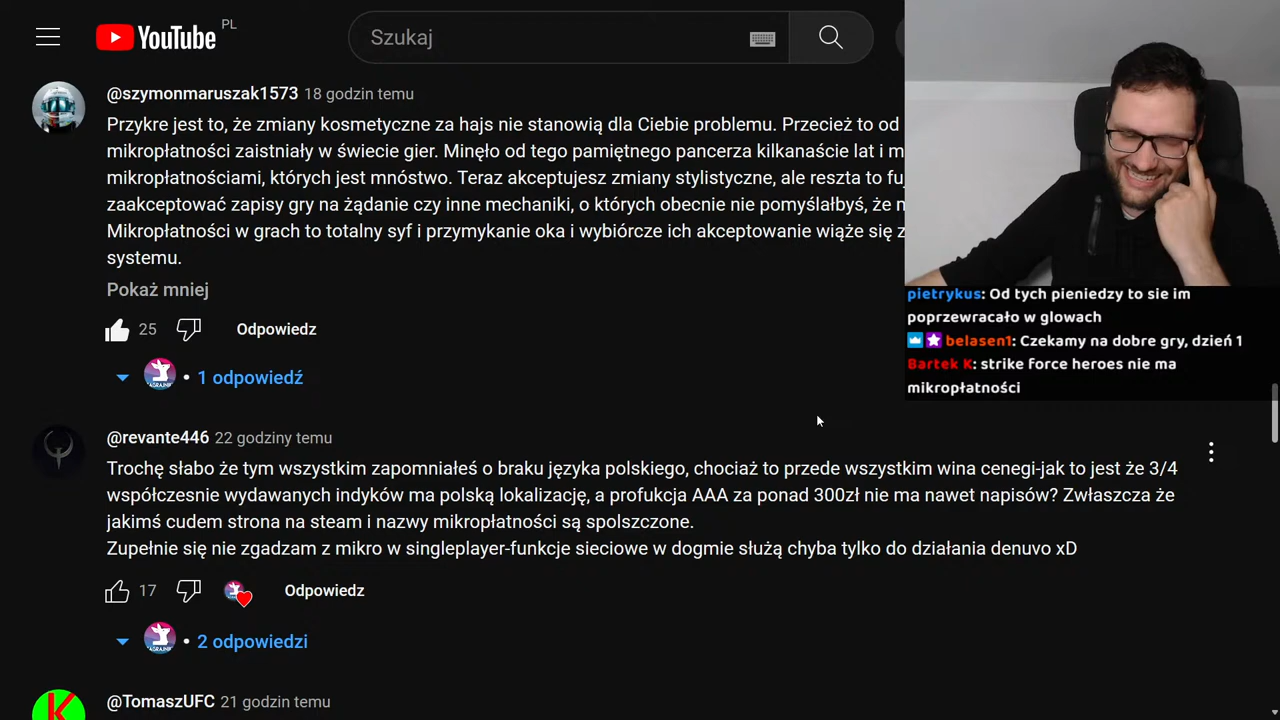 YouTube PL
Szukaj
@szymonmaruszak1573 18 godzin temu
Przykre jest to, że zmiany kosmetyczne za hajs nie stanowią dla Ciebie problemu. Przecież to od
mikropłatności zaistniały w świecie gier. Minęło od tego pamiętnego pancerza kilkanaście lat i
mikropłatnościami, których jest mnóstwo. Teraz akceptujesz zmiany stylistyczne, ale reszta to
zaakceptować zapisy gry na żądanie czy inne mechaniki, o których obecnie nie pomyślałbyś, że
Mikropłatności w grach to totalny syf i przymykanie oka i wybiórcze ich akceptowanie wiąże się
systemu.
Pokaż mniej
25 Odpowiedz
• 1 odpowiedź
@revante446 22 godziny temu
Trochę słabo że tym wszystkim zapomniałeś o braku języka polskiego, chociaż to przede wszystkim wina cenegi-jak to jest że 3/4
współczesnie wydawanych indyków ma polską lokalizację, a profukcja AAA za ponad 300zł nie ma nawet napisów? Zwłaszcza że
jakimś cudem strona na steam i nazwy mikropłatności są spolszczone.
Zupełnie się nie zgadzam z mikro w singleplayer-funkcje sieciowe w dogmie służą chyba tylko do działania denuvo xD
17 Odpowiedz
• 2 odpowiedzi
@TomaszUFC 21 godzin temu
K
pietrykus: Od tych pieniedzy to sie im
poprzewracało w glowach
belasen1: Czekamy na dobre gry, dzień 1
Bartek K: strike force heroes nie ma
mikropłatności